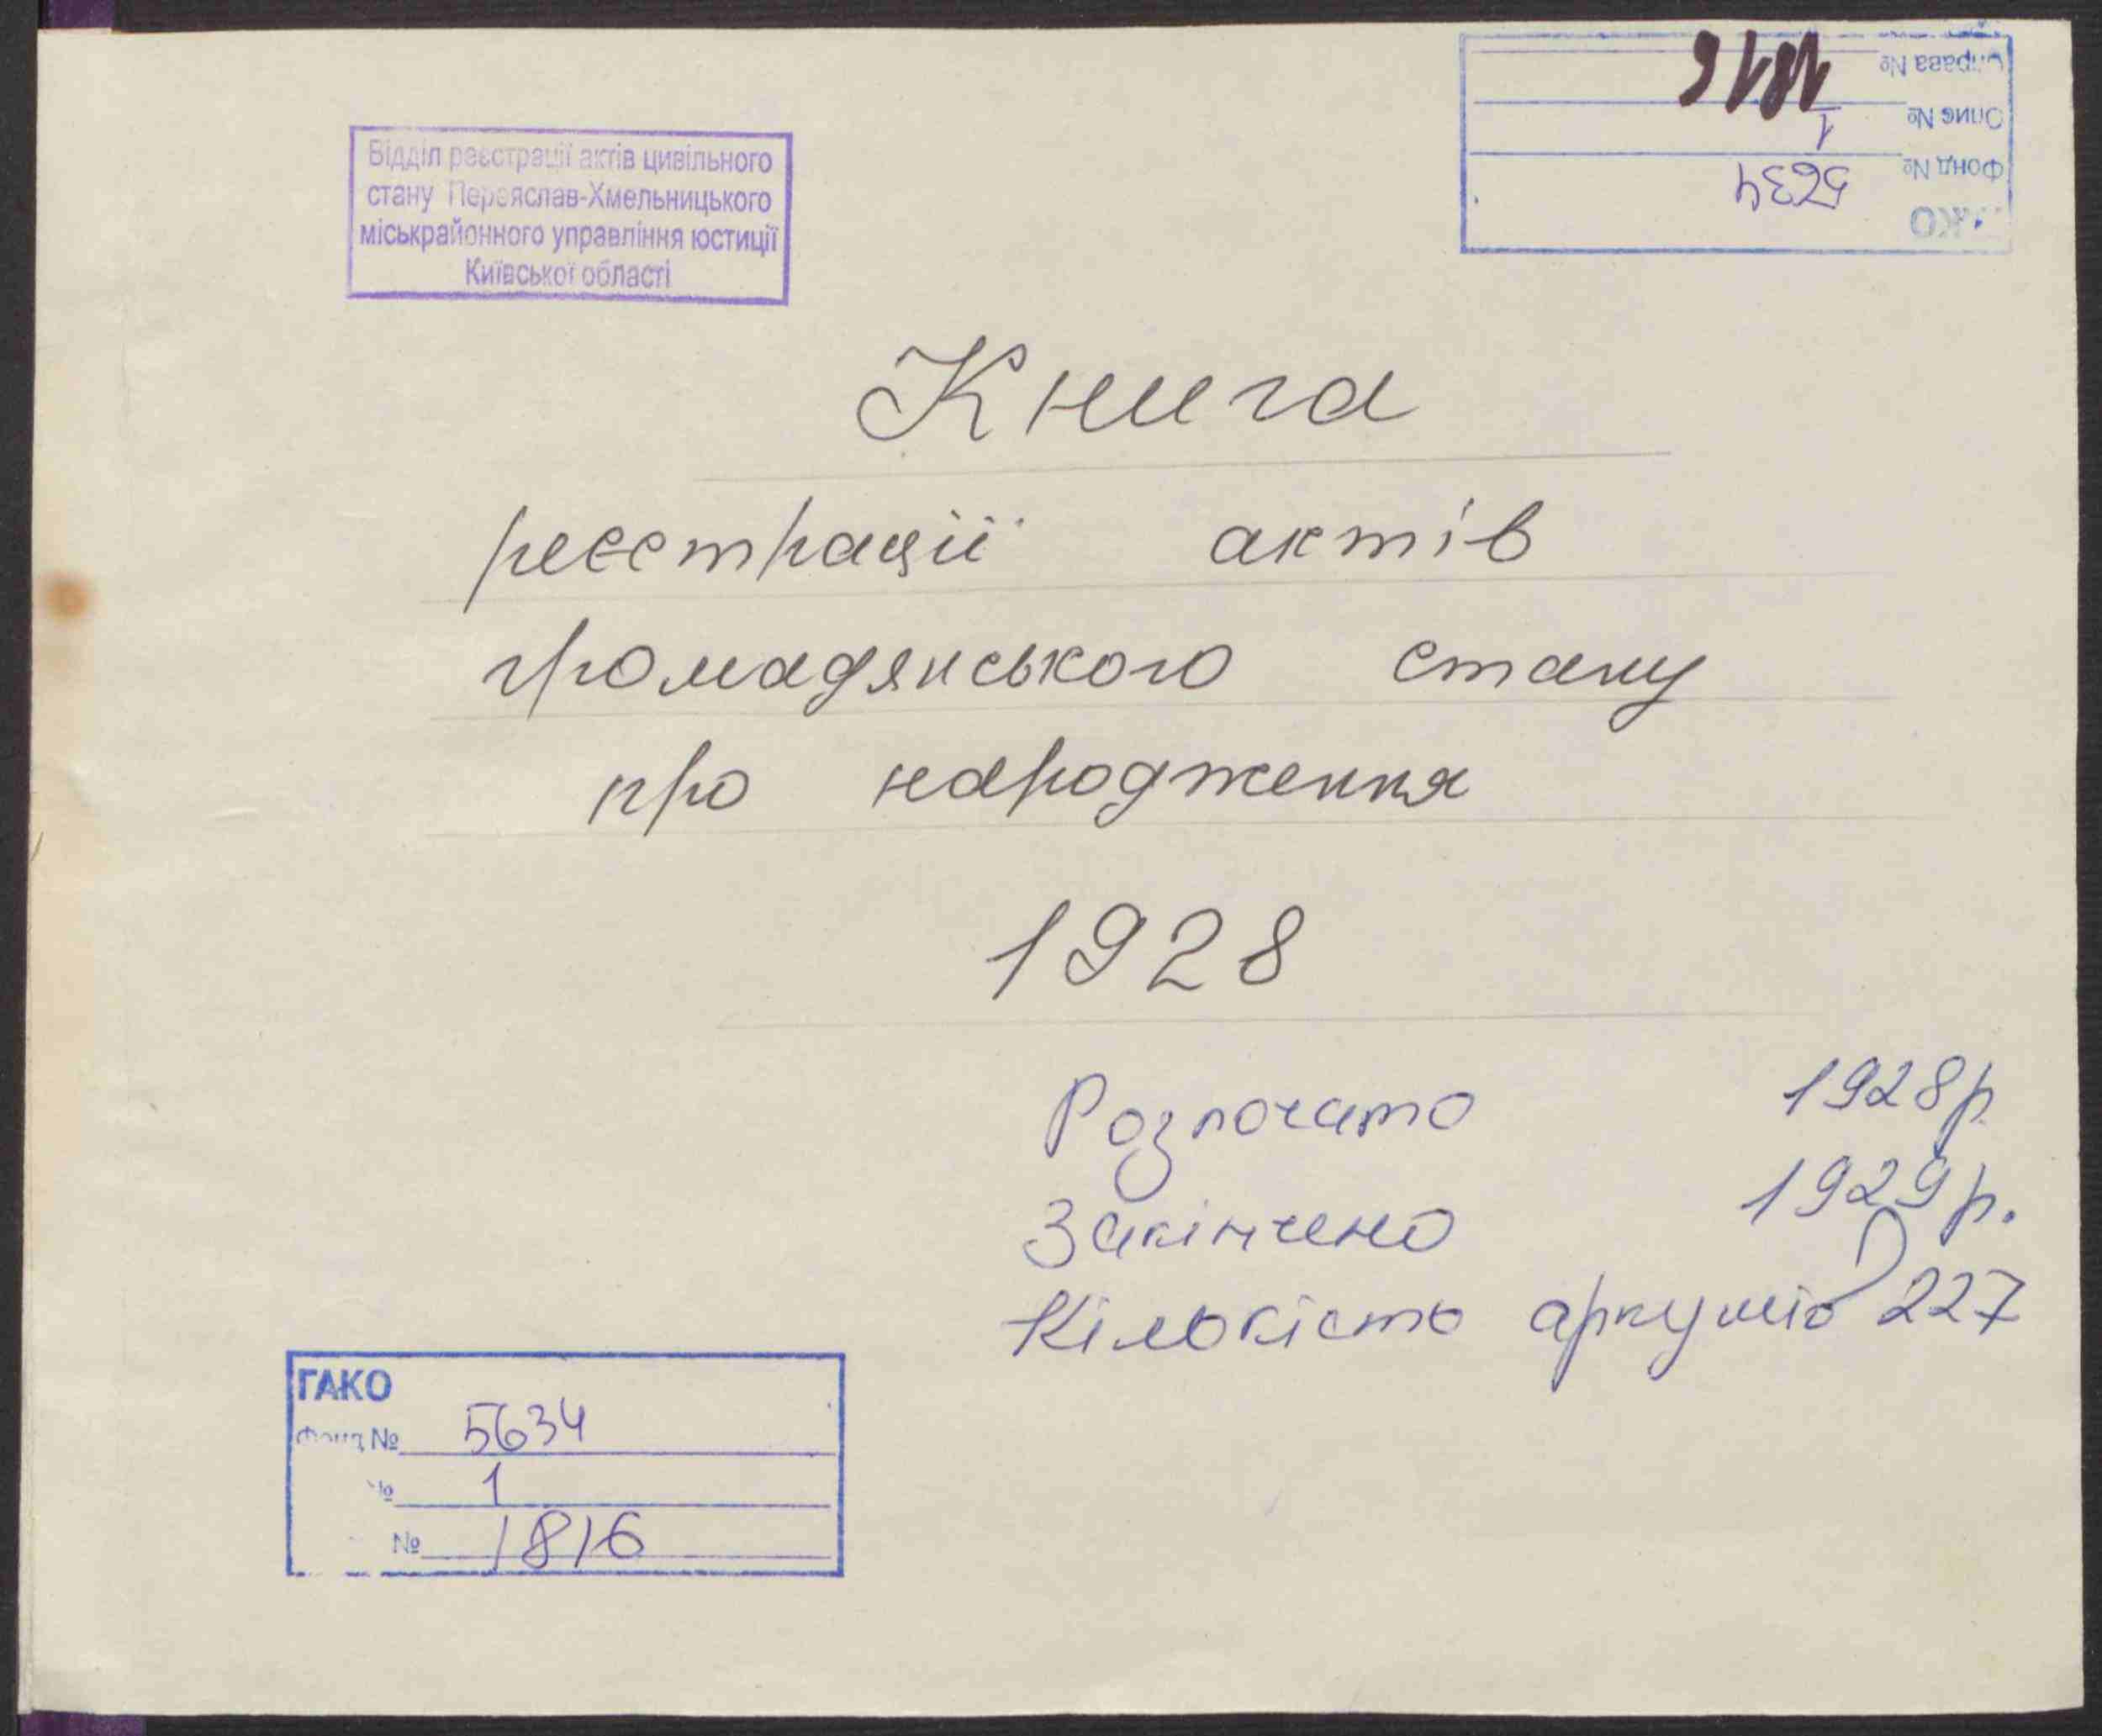 Відділ реєстрації актів цивільного
стану Переяслав-Хмельницького
міськрайонного управління юстиції
Київської області
КО
Фонд № 5634
Опис № 1
Справа № 1816
Книга
реєстрації актів
громадянського стану
про народження
1928
Розпочато 1928р.
Закінчено 1929р.
Кількість аркушів 227
ГАКО
Фонд № 5634
№ 1
№ 1816